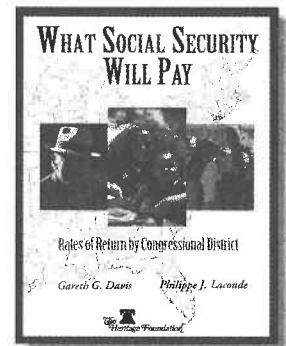 WHAT SOCIAL SECURITY
WILL PAY
Rates of Return by Congressional District
Gareth G. Davis Philippe J. Lacoude
The
Heritage Foundation